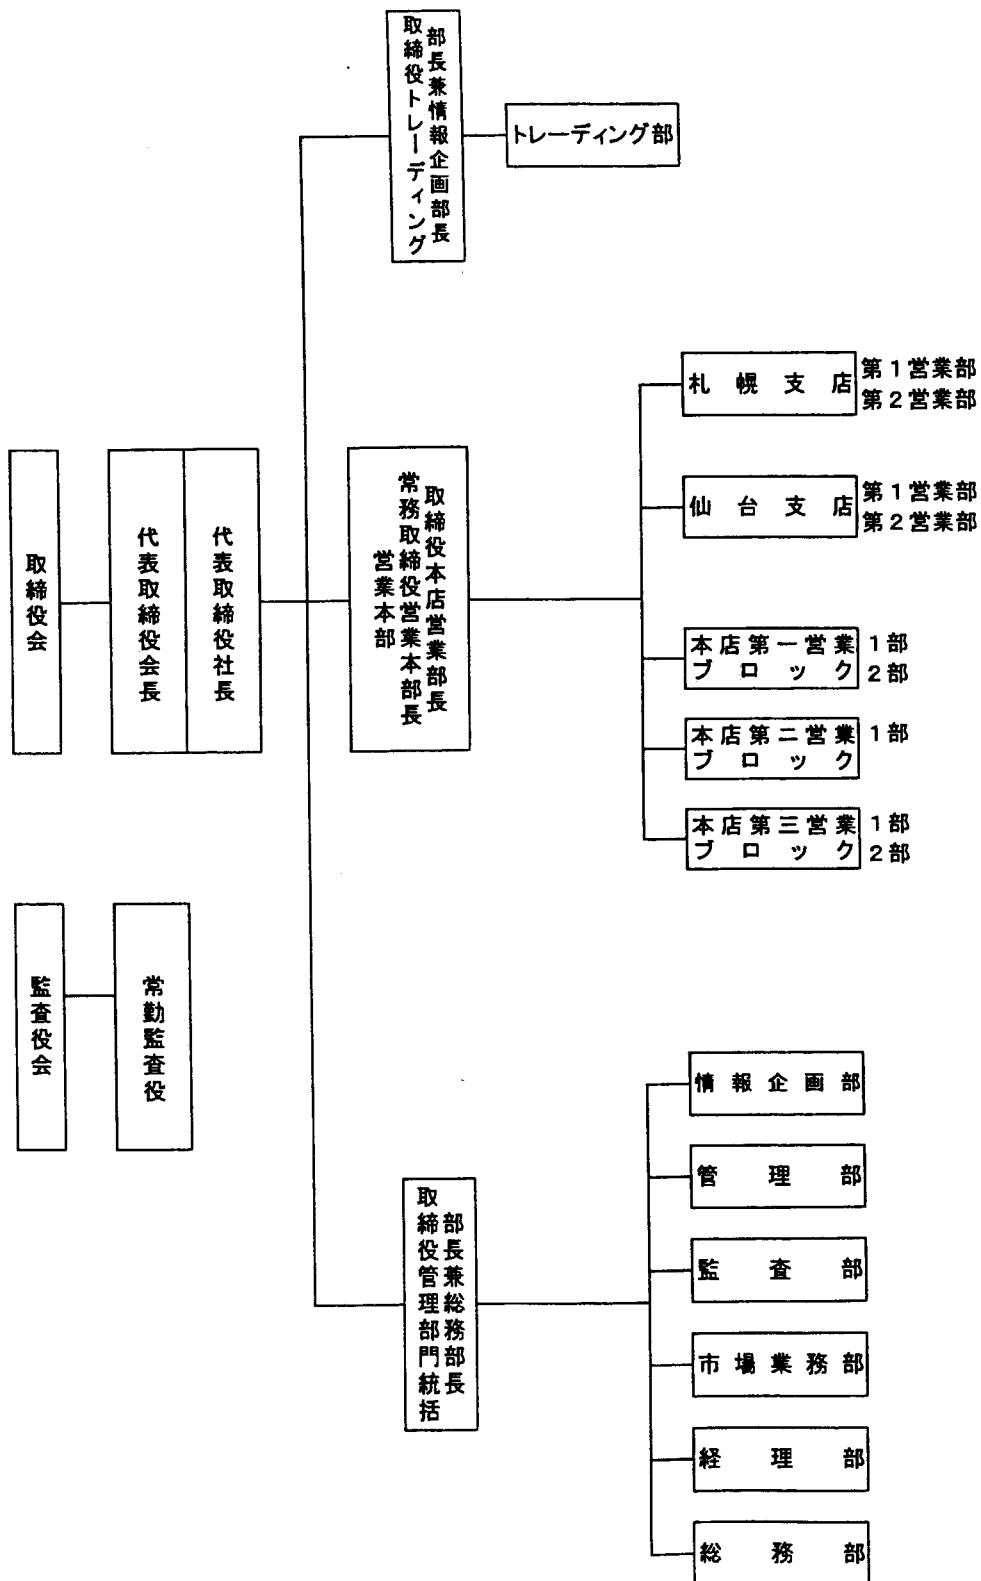 取締役会
代表取締役会長
代表取締役社長
監査役会
常勤監査役
取締役トレーディング
部長兼情報企画部長
トレーディング部
営業本部
常務取締役営業本部長
取締役本店営業部長
札幌支店
第1営業部
第2営業部
仙台支店
第1営業部
第2営業部
本店第一営業
ブロック
1部
2部
本店第二営業
ブロック
1部
本店第三営業
ブロック
1部
2部
取締役管理部門統括
部長兼総務部長
情報企画部
管理部
監査部
市場業務部
経理部
総務部